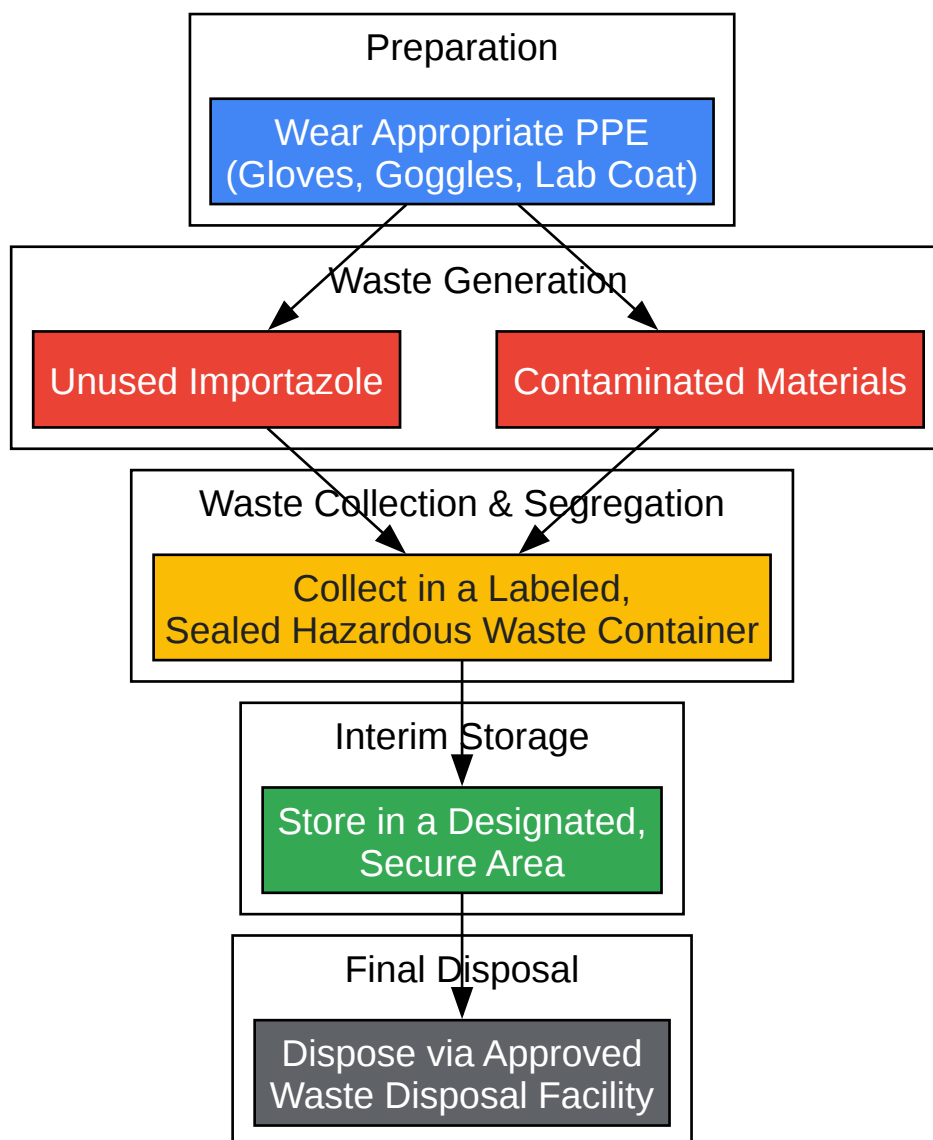 Preparation
Wear Appropriate PPE
(Gloves, Goggles, Lab Coat)
Waste Generation
Unused Importazole
Contaminated Materials
Waste Collection & Segregation
Collect in a Labeled,
Sealed Hazardous Waste Container
Interim Storage
Store in a Designated,
Secure Area
Final Disposal
Dispose via Approved
Waste Disposal Facility